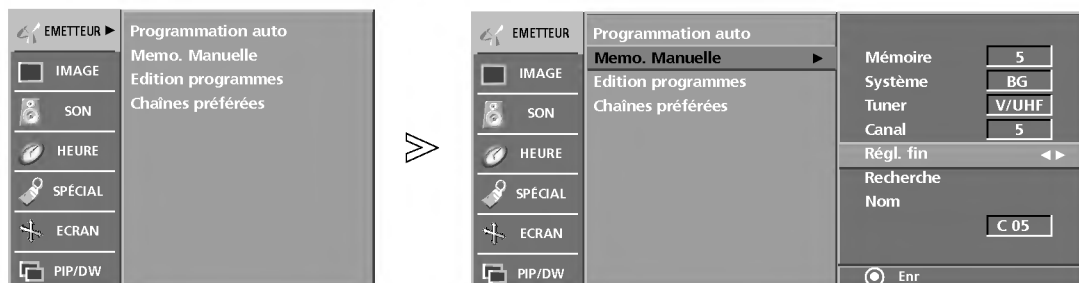 EMETTEUR ►
IMAGE
SON
HEURE
SPÉCIAL
ECRAN
PIP/DW
Programmation auto
Memo. Manuelle
Edition programmes
Chaînes préférées
EMETTEUR
IMAGE
SON
HEURE
SPÉCIAL
ECRAN
PIP/DW
Programmation auto
Memo. Manuelle ►
Edition programmes
Chaînes préférées
Mémoire 5
Système BG
Tuner V/UHF
Canal 5
Régl. fin ◄►
Recherche
Nom
C 05
Enr